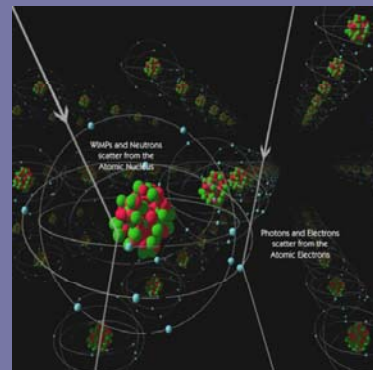 WIMPs and Neutrons
scatter from the
Atomic Nucleus
Photons and Electrons
scatter from the
Atomic Electrons